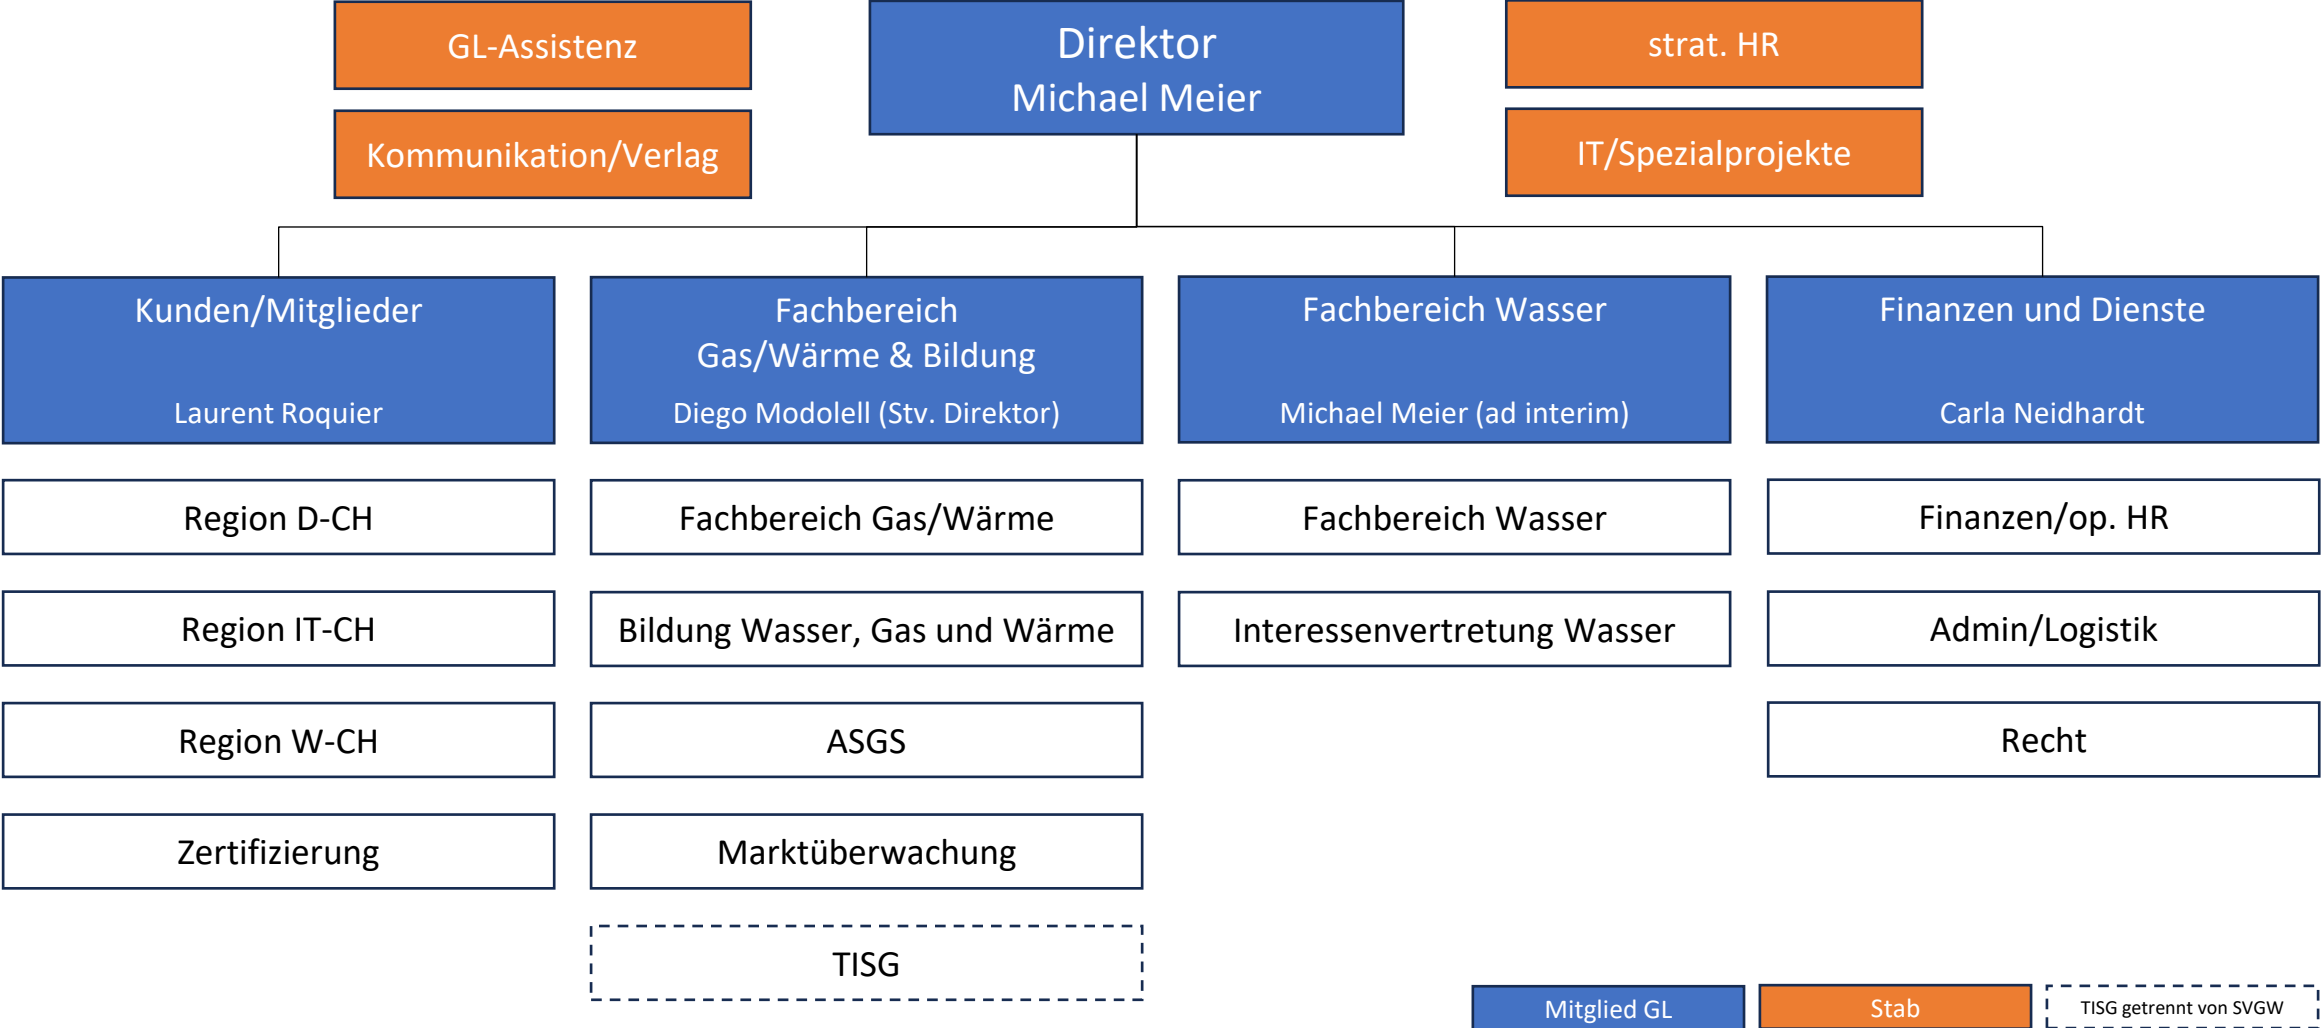 GL-Assistenz
Direktor
Michael Meier
strat. HR
Kommunikation/Verlag
IT/Spezialprojekte
Kunden/Mitglieder
Laurent Roquier
Fachbereich
Gas/Wärme & Bildung
Diego Modolell (Stv. Direktor)
Fachbereich Wasser
Michael Meier (ad interim)
Finanzen und Dienste
Carla Neidhardt
Region D-CH
Fachbereich Gas/Wärme
Fachbereich Wasser
Finanzen/op. HR
Region IT-CH
Bildung Wasser, Gas und Wärme
Interessenvertretung Wasser
Admin/Logistik
Region W-CH
ASGS
Recht
Zertifizierung
Marktüberwachung
TISG
Mitglied GL
Stab
TISG getrennt von SVGW